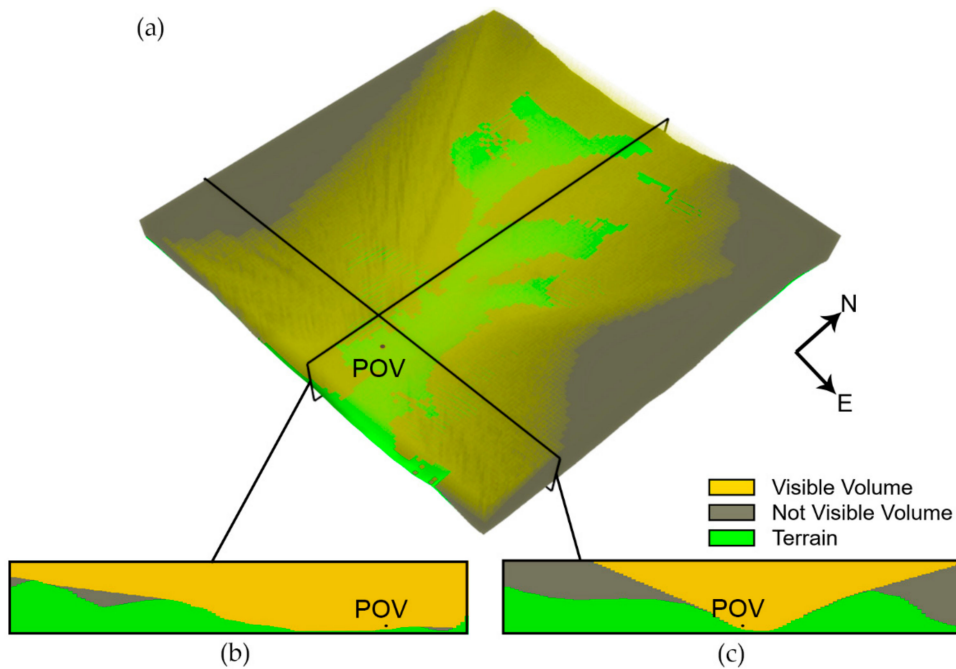 (a)
POV
N
E
Visible Volume
Not Visible Volume
Terrain
POV
POV
(b)
(c)